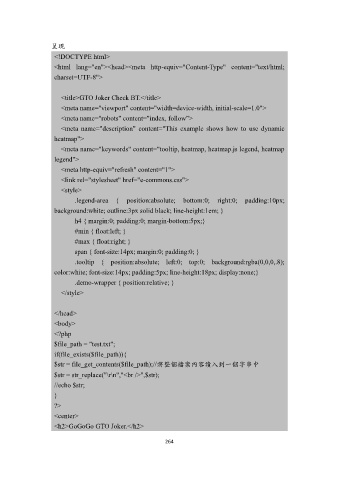 呈現
<!DOCTYPE html>
<html lang="en"><head><meta http-equiv="Content-Type" content="text/html;
charset=UTF-8">
<title>GTO Joker Check BT.</title>
<meta name="viewport" content="width=device-width, initial-scale=1.0">
<meta name="robots" content="index, follow">
<meta name="description" content="This example shows how to use dynamic
heatmap">
<meta name="keywords" content="tooltip, heatmap, heatmap.js legend, heatmap
legend">
<meta http-equiv="refresh" content="1">
<link rel="stylesheet" href="e-commons.css">
<style>
.legend-area { position:absolute; bottom:0; right:0; padding:10px;
background:white; outline:3px solid black; line-height:1em; }
h4 { margin:0; padding:0; margin-bottom:5px;}
#min { float:left; }
#max { float:right; }
span { font-size:14px; margin:0; padding:0; }
.tooltip { position:absolute; left:0; top:0; background:rgba(0,0,0,.8);
color:white; font-size:14px; padding:5px; line-height:18px; display:none;}
.demo-wrapper { position:relative; }
</style>
</head>
<body>
<?php
$file_path = "test.txt";
if(file_exists($file_path)){
$str = file_get_contents($file_path);//將整個檔案內容讀入到一個字串中
$str = str_replace("\r\n","<br />",$str);
//echo $str;
}
?>
<center>
<h2>GoGoGo GTO Joker.</h2>
264